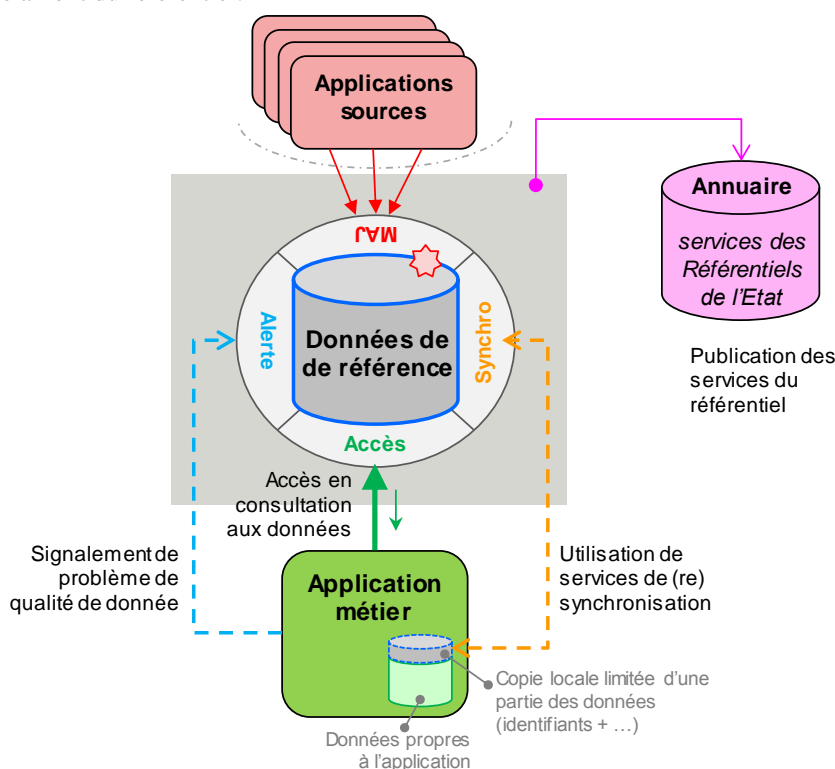 Applications
sources
Annuaire
services des
Référentiels
de l'Etat
Publication des
services du
référentiel
MAJ
Alerte
Synchro
Données de
de référence
Accès
Accès en
consultation
aux données
Signalement de
problème de
qualité de donnée
Utilisation de
services de (re)
synchronisation
Application
métier
Copie locale limitée d'une
partie des données
(identifiants + …)
Données propres
à l'application